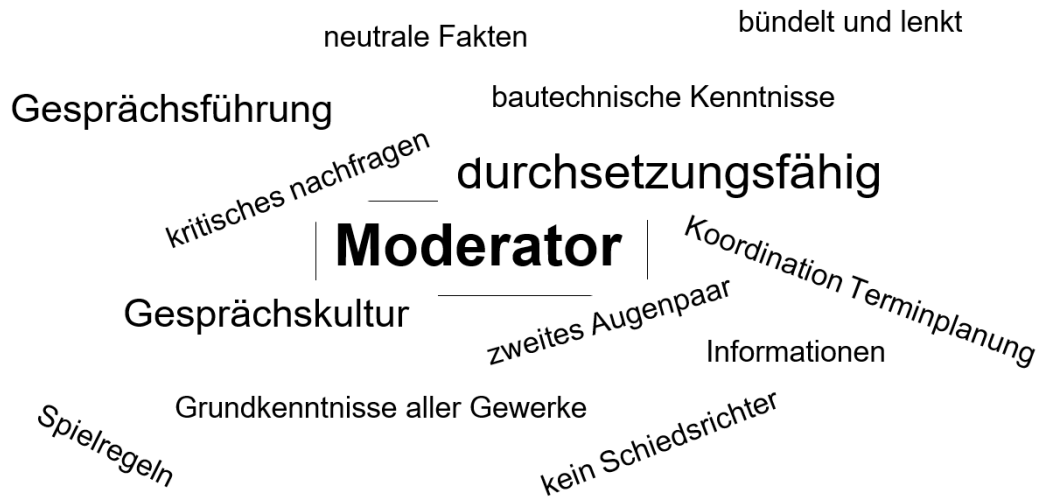 bündelt und lenkt
neutrale Fakten
bautechnische Kenntnisse
Gesprächsführung
kritisches nachfragen
durchsetzungsfähig
Moderator
Koordination Terminplanung
Gesprächskultur
zweites Augenpaar
Informationen
Grundkenntnisse aller Gewerke
kein Schiedsrichter
Spielregeln